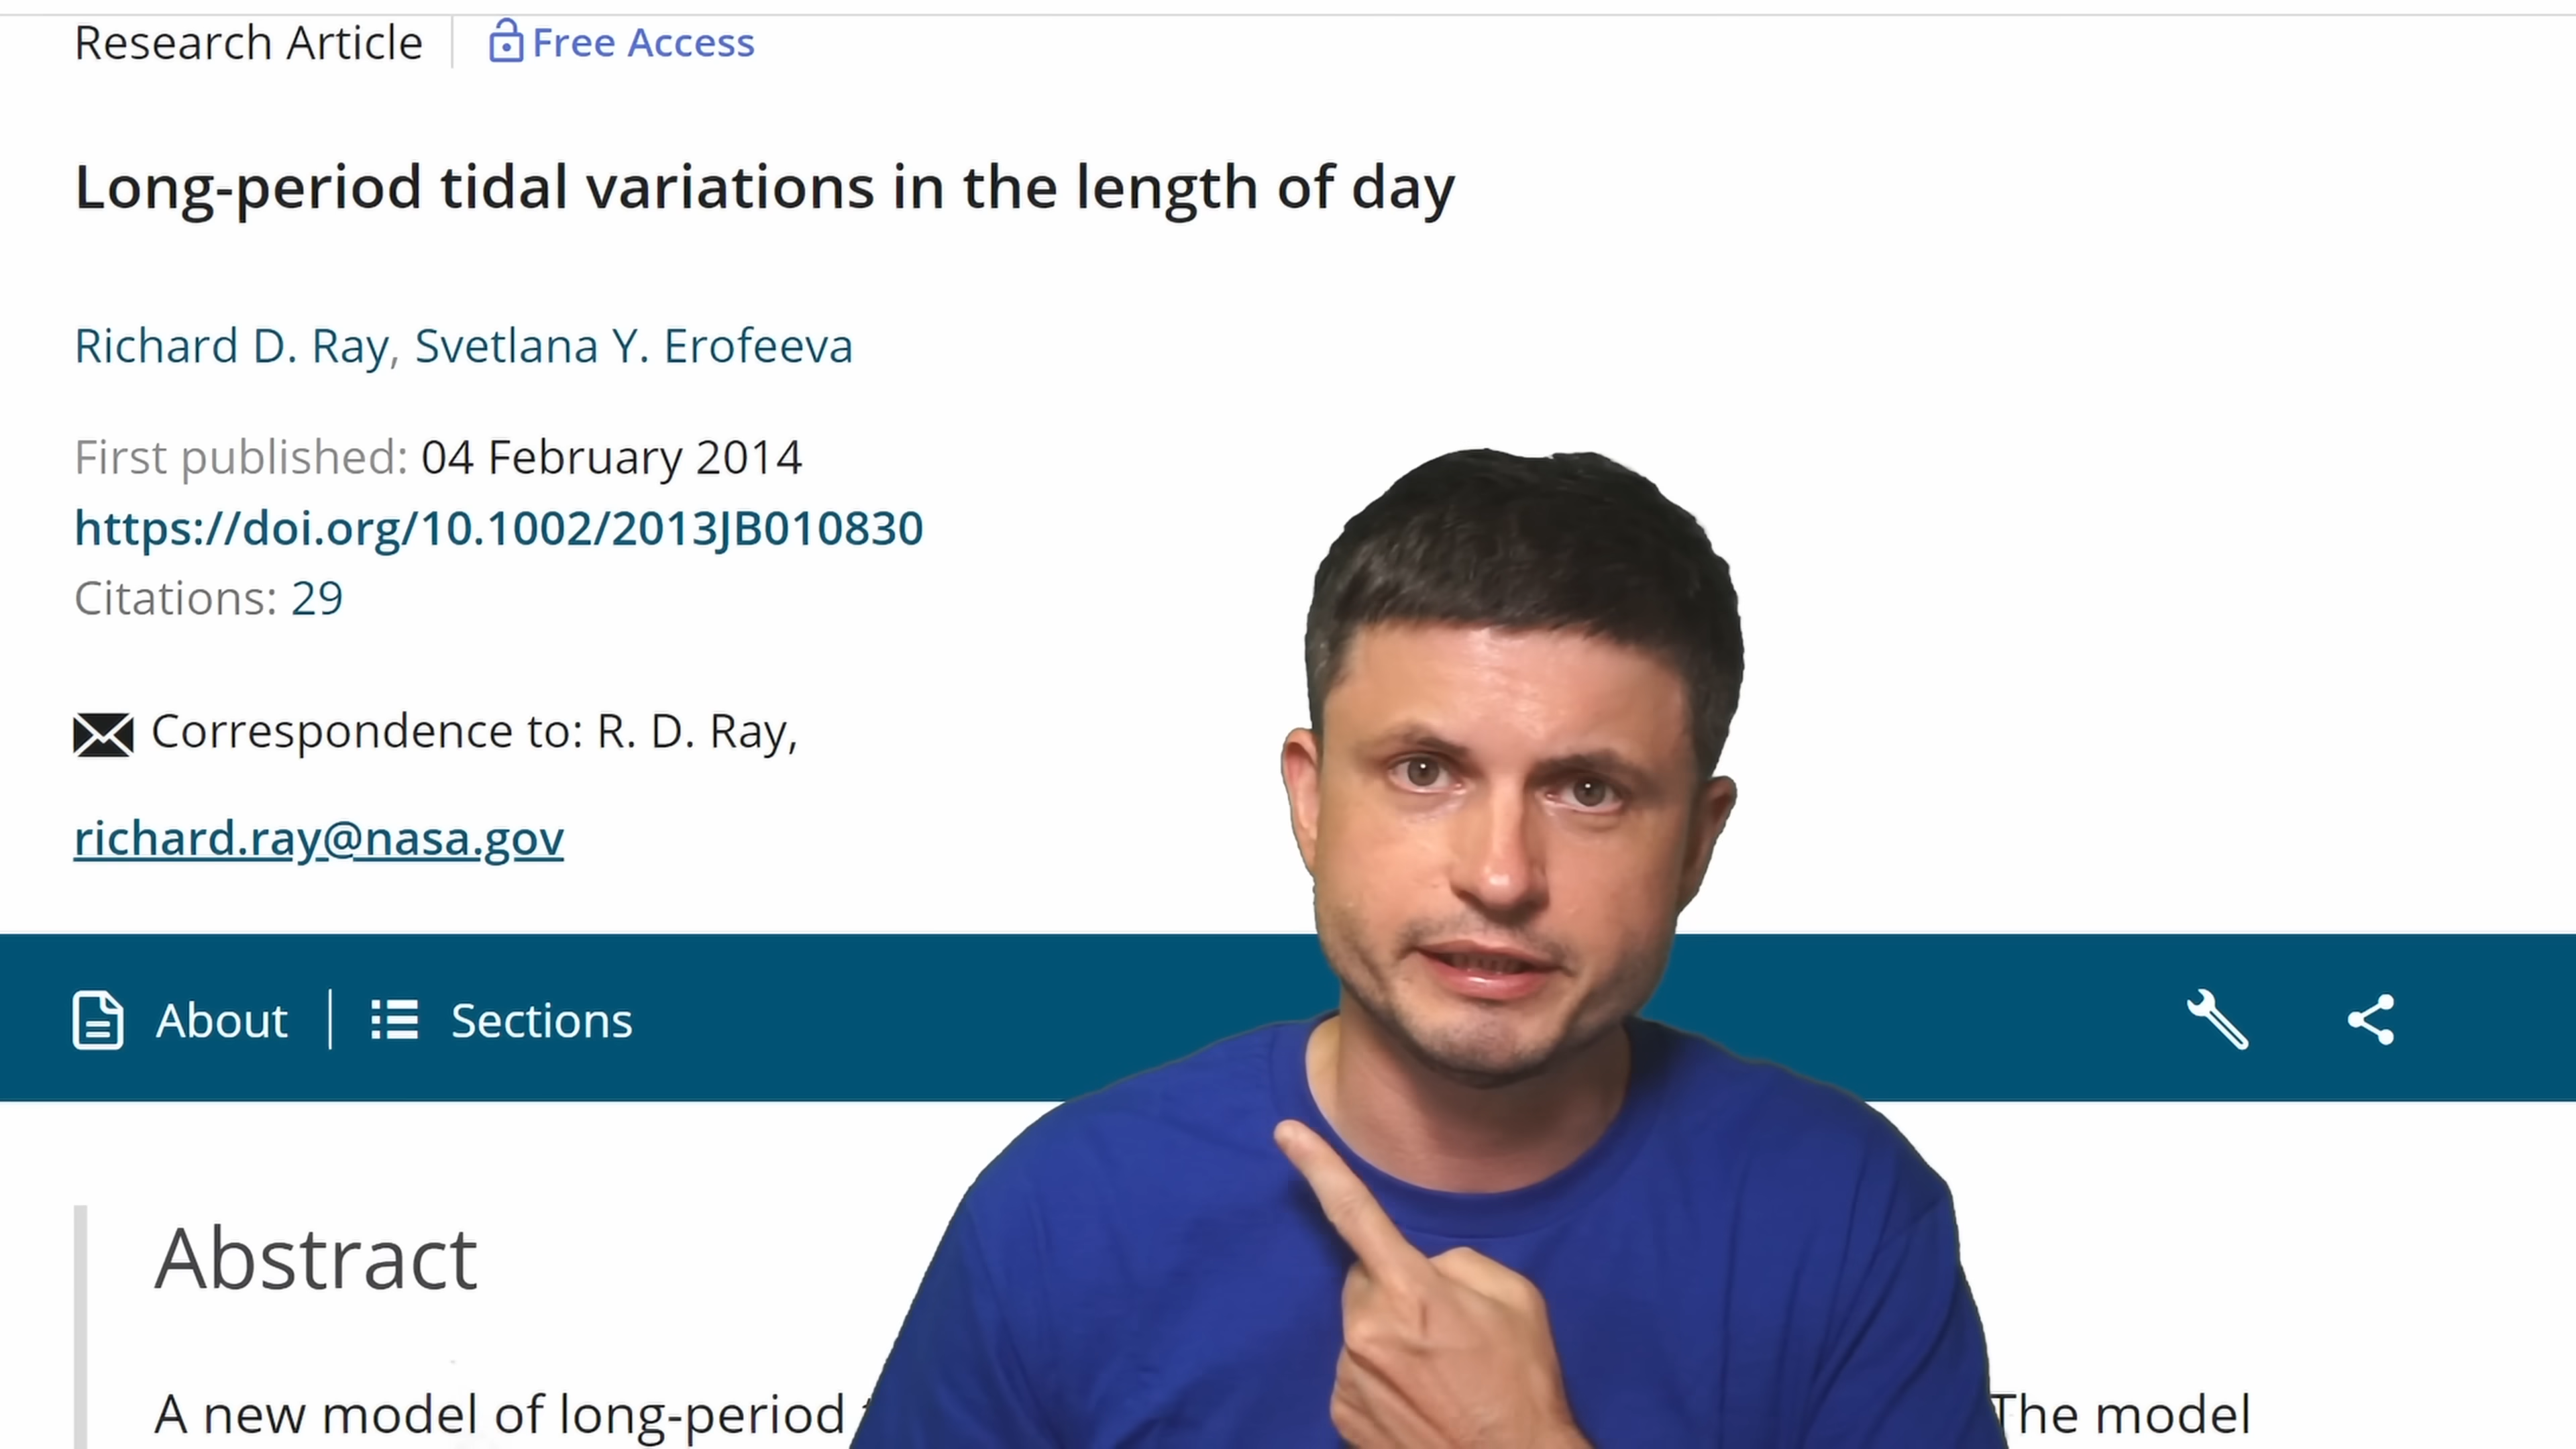 Research Article
Free Access
Long-period tidal variations in the length of day
Richard D. Ray, Svetlana Y. Erofeeva
First published: 04 February 2014
https://doi.org/10.1002/2013JB010830
Citations: 29
Correspondence to: R. D. Ray,
richard.ray@nasa.gov
About
Sections
Abstract
A new model of long-period The model